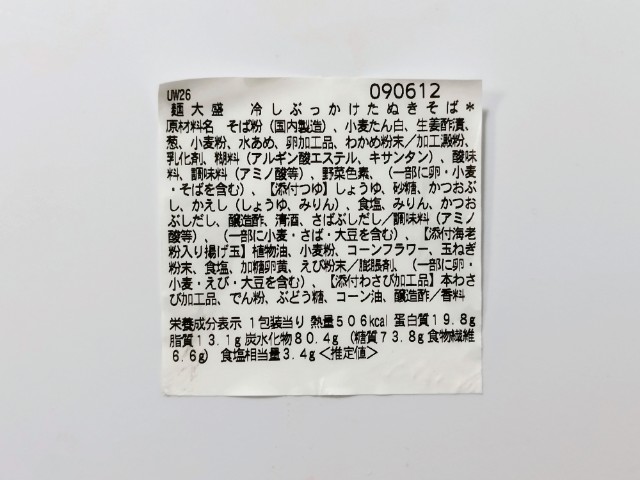 UW26 090612
麺大盛 冷しぶっかけたぬきそば*
原材料名 そば粉(国内製造)、小麦たん白、生姜酢漬、
葱、小麦粉、水あめ、卵加工品、わかめ粉末/加工澱粉、
乳化剤、糊料(アルギン酸エステル、キサンタン)、酸味
料、調味料(アミノ酸等)、野菜色素、(一部に卵・小麦
・そばを含む)、【添付つゆ】しょうゆ、砂糖、かつおぶ
し、かえし(しょうゆ、みりん)、食塩、みりん、かつお
ぶしだし、醸造酢、清酒、さばぶしだし/調味料(アミノ
酸等)、(一部に小麦・さば・大豆を含む)、【添付海老
粉入り揚げ玉】植物油、小麦粉、コーンフラワー、玉ねぎ
粉末、食塩、加糖卵黄、えび粉末/膨脹剤、(一部に卵・
小麦・えび・大豆を含む)、【添付わさび加工品】本わさ
び加工品、でん粉、ぶどう糖、コーン油、醸造酢/香料
栄養成分表示 1包装当り 熱量506kcal 蛋白質19.8g
脂質13.1g 炭水化物80.4g (糖質73.8g 食物繊維
6.6g) 食塩相当量3.4g<推定値>